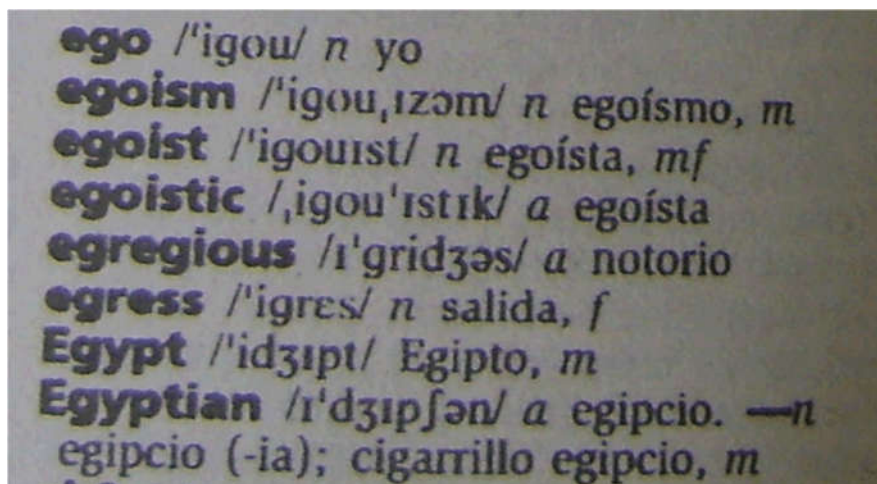 ego /ˈigou/ n yo
egoism /ˈigouˌɪzəm/ n egoísmo, m
egoist /ˈigouɪst/ n egoísta, mf
egoistic /ˌigouˈɪstɪk/ a egoísta
egregious /ɪˈgridʒəs/ a notorio
egress /ˈigrɛs/ n salida, f
Egypt /ˈidʒɪpt/ Egipto, m
Egyptian /ɪˈdʒɪpʃən/ a egipcio. —n
egipcio (-ia); cigarrillo egipcio, m